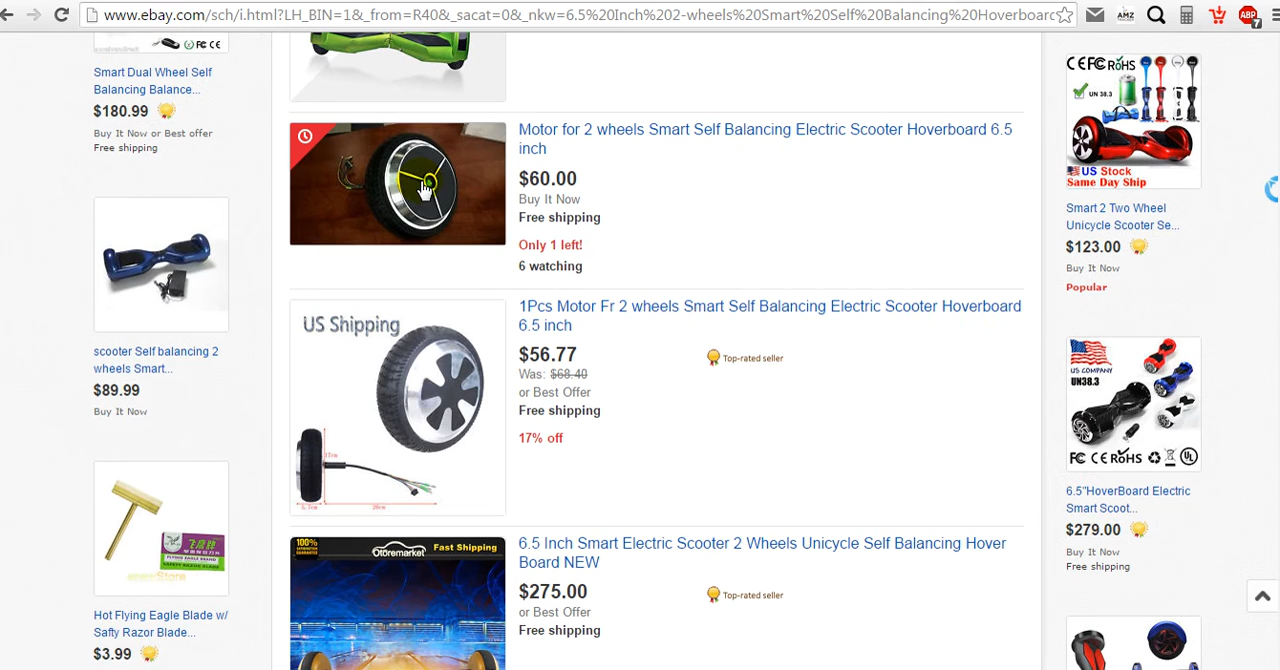 www.ebay.com/sch/i.html?LH_BIN=1&_from=R40&_sacat=0&_nkw=6.5%20Inch%202-wheels%20Smart%20Self%20Balancing%20Hoverboard
AMZ
ABP
7
FC CE
Smart Dual Wheel Self
Balancing Balance...
$180.99
Buy It Now or Best offer
Free shipping
scooter Self balancing 2
wheels Smart...
$89.99
Buy It Now
Hot Flying Eagle Blade w/
Safty Razor Blade...
$3.99
Motor for 2 wheels Smart Self Balancing Electric Scooter Hoverboard 6.5
inch
$60.00
Buy It Now
Free shipping
Only 1 left!
6 watching
US Shipping
1Pcs Motor Fr 2 wheels Smart Self Balancing Electric Scooter Hoverboard
6.5 inch
$56.77
Top-rated seller
Was: $68.40
or Best Offer
Free shipping
17% off
100%
Otoremarket
Fast Shipping
6.5 Inch Smart Electric Scooter 2 Wheels Unicycle Self Balancing Hover
Board NEW
$275.00
Top-rated seller
or Best Offer
Free shipping
CE FC RoHS
UN 38.3
US Stock
Same Day Ship
Smart 2 Two Wheel
Unicycle Scooter Se...
$123.00
Buy It Now
Popular
US COMPANY
UN38.3
FC CE RoHS
UL
6.5"HoverBoard Electric
Smart Scoot...
$279.00
Buy It Now
Free shipping